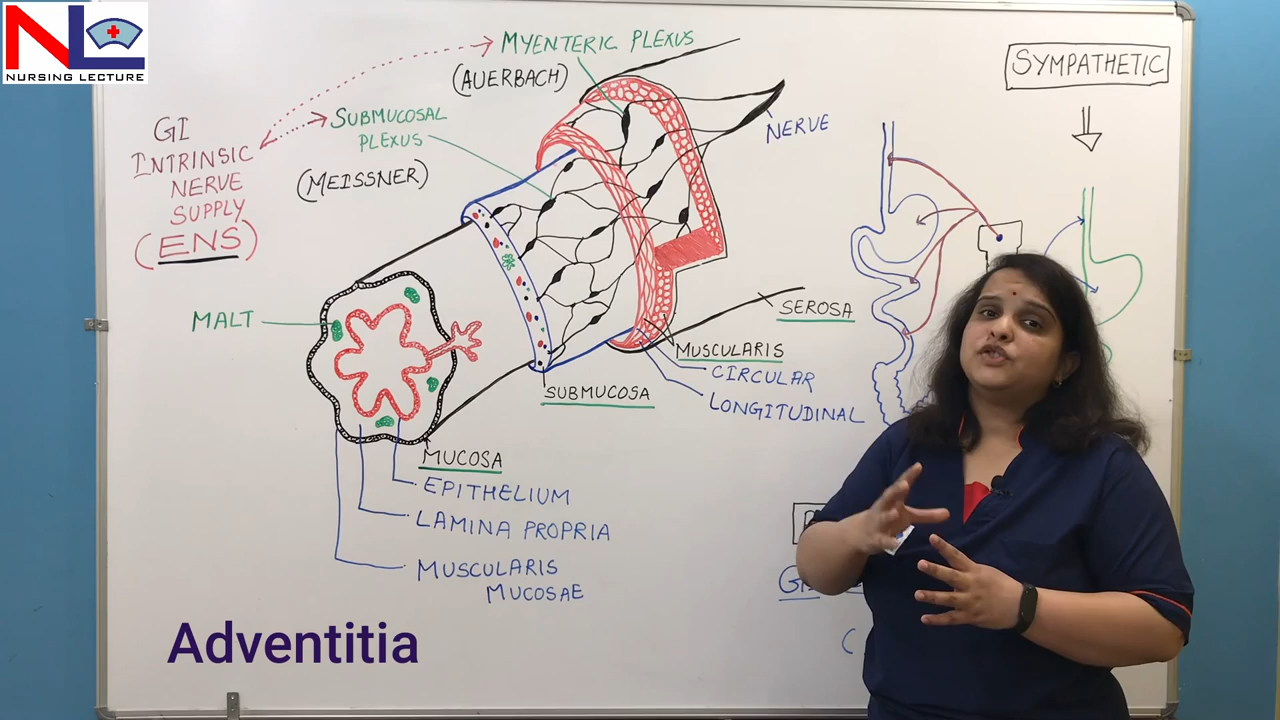 NL
NURSING LECTURE
MYENTERIC PLEXUS
(AUERBACH)
SYMPATHETIC
SUBMUCOSAL
PLEXUS
(MEISSNER)
GI
INTRINSIC
NERVE
SUPPLY
(ENS)
NERVE
MALT
SEROSA
MUSCULARIS
CIRCULAR
LONGITUDINAL
SUBMUCOSA
MUCOSA
EPITHELIUM
LAMINA PROPRIA
MUSCULARIS
MUCOSAE
Adventitia